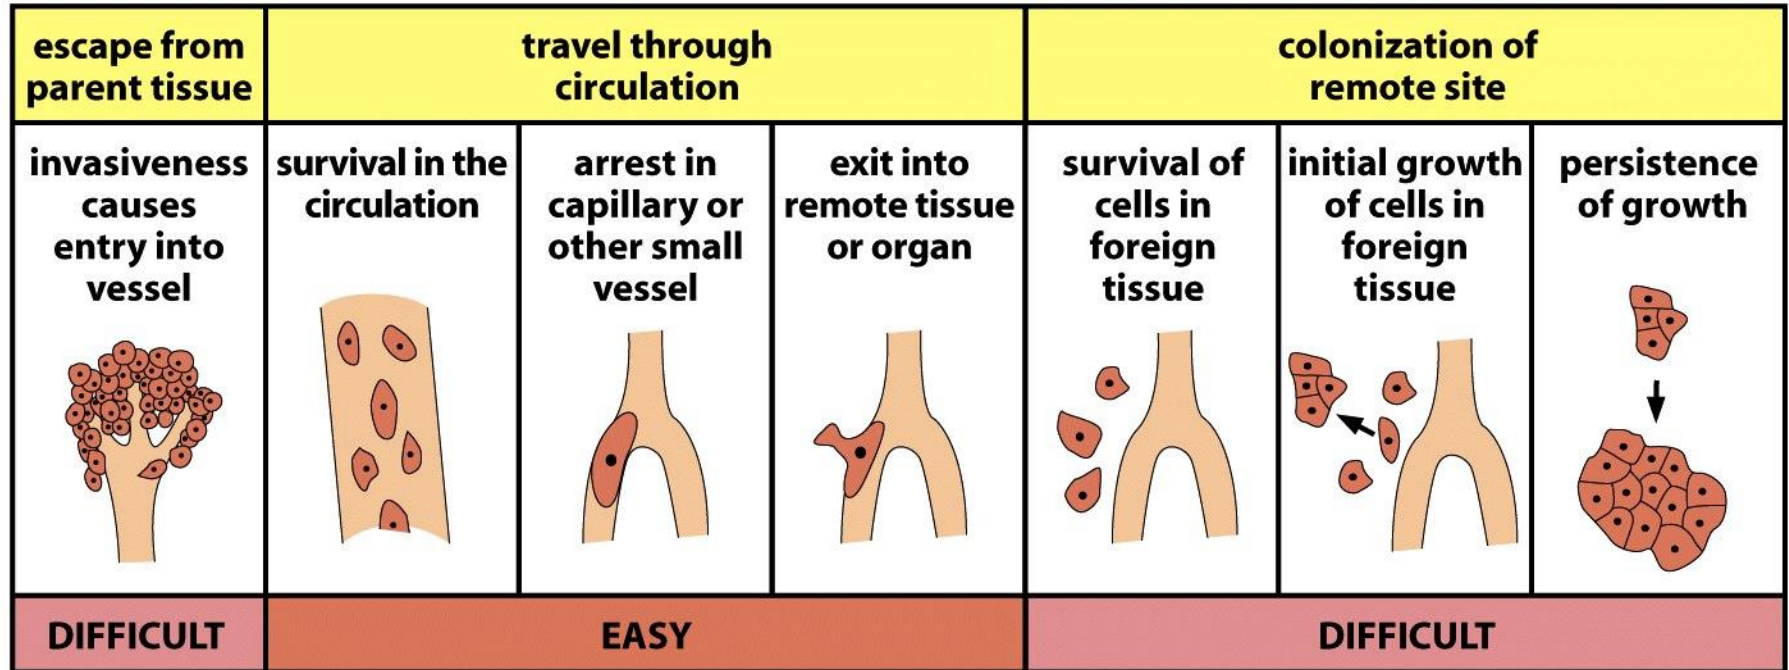 escape from
parent tissue
travel through
circulation
colonization of
remote site
invasiveness
causes
entry into
vessel
survival in the
circulation
arrest in
capillary or
other small
vessel
exit into
remote tissue
or organ
survival of
cells in
foreign
tissue
initial growth
of cells in
foreign
tissue
persistence
of growth
DIFFICULT
EASY
DIFFICULT